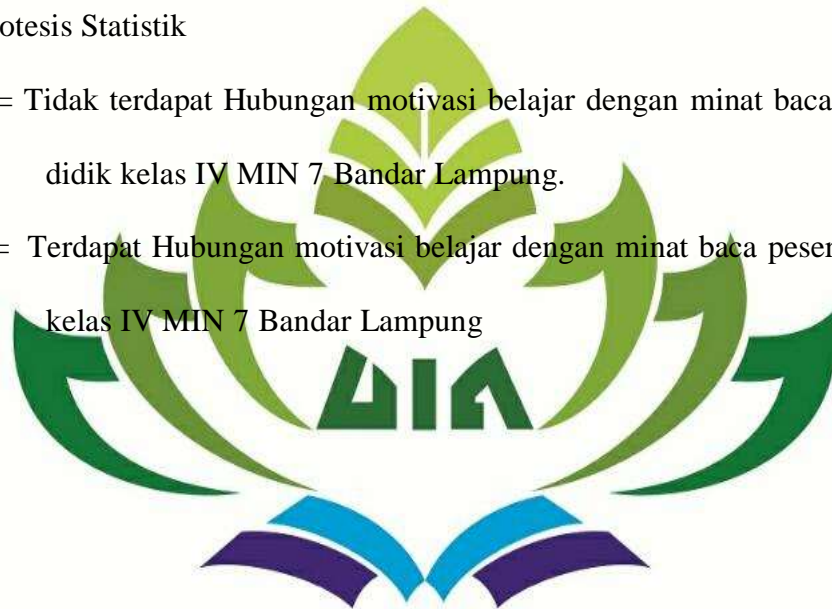 otesis Statistik
= Tidak terdapat Hubungan motivasi belajar dengan minat baca
didik kelas IV MIN 7 Bandar Lampung.
= Terdapat Hubungan motivasi belajar dengan minat baca peser
kelas IV MIN 7 Bandar Lampung
UIN